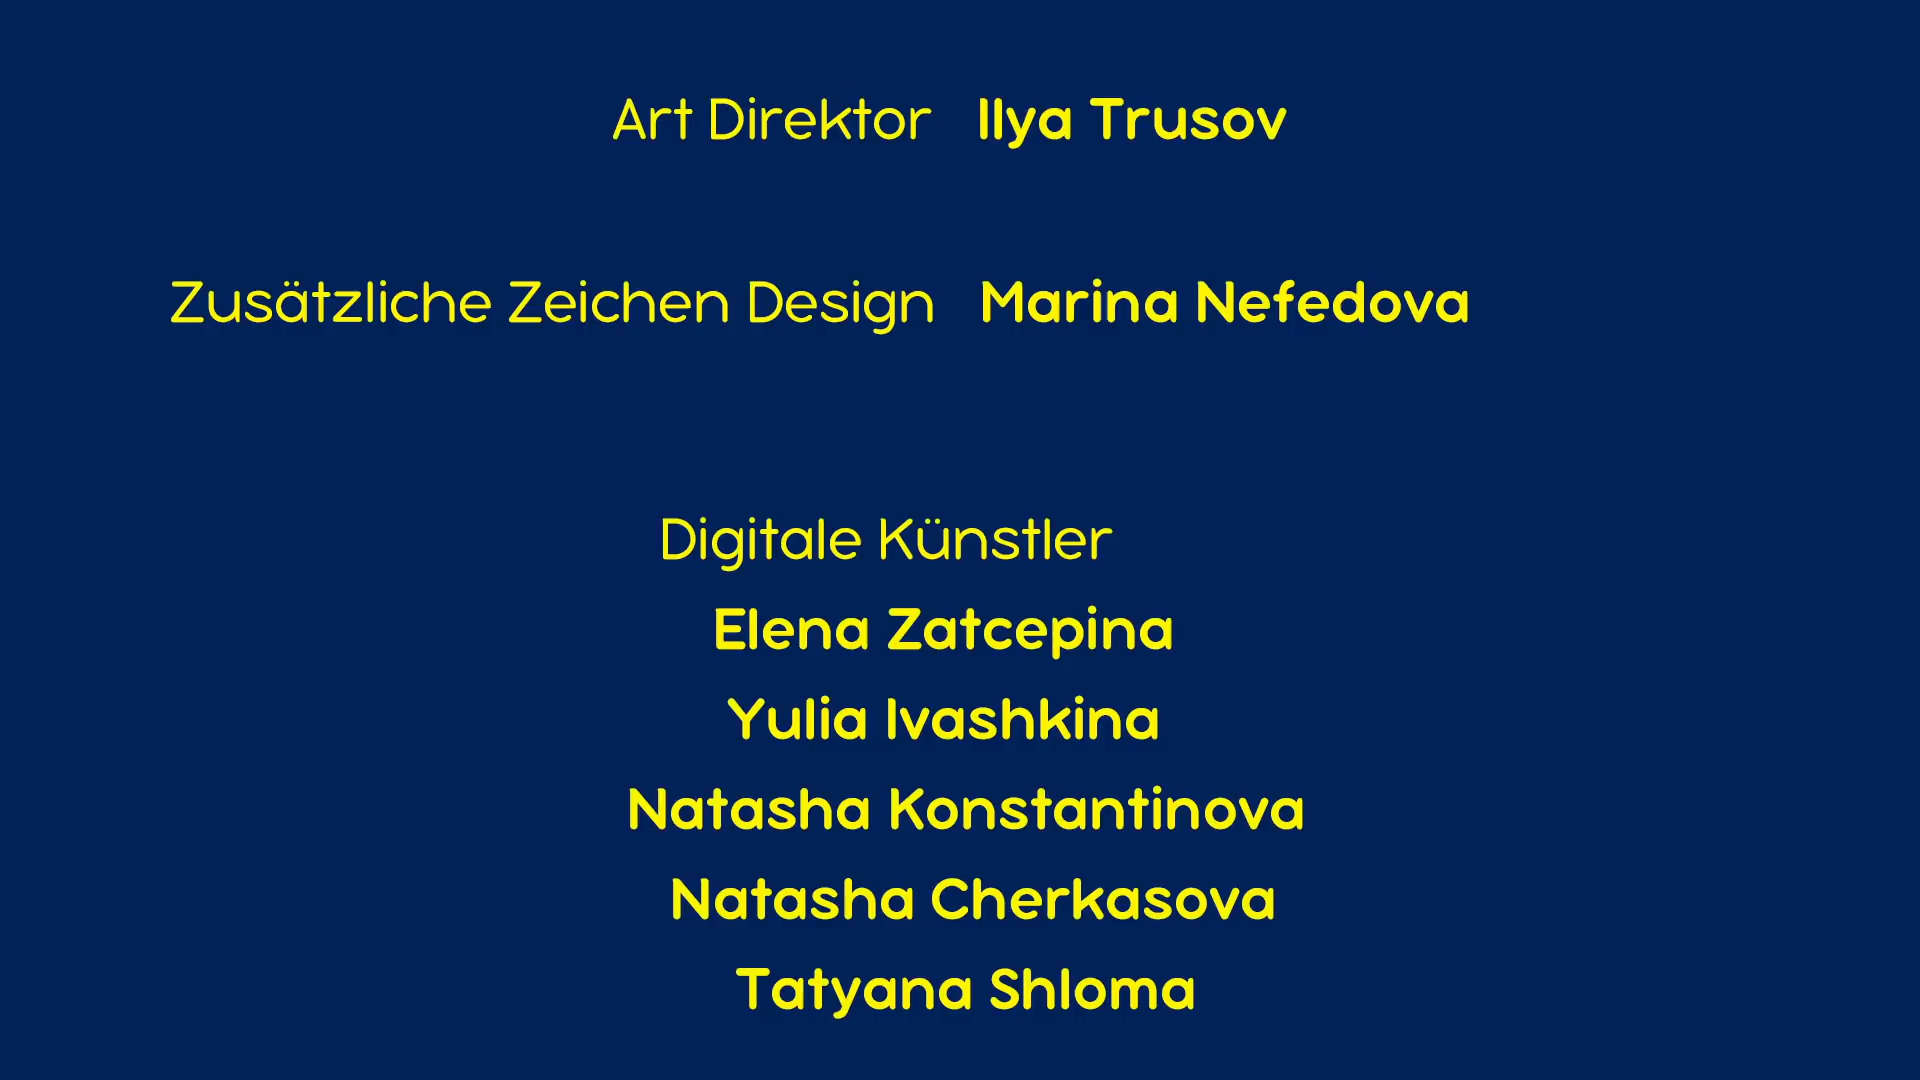 Art Direktor Ilya Trusov
Zusätzliche Zeichen Design Marina Nefedova
Digitale Künstler
Elena Zatcepina
Yulia Ivashkina
Natasha Konstantinova
Natasha Cherkasova
Tatyana Shloma